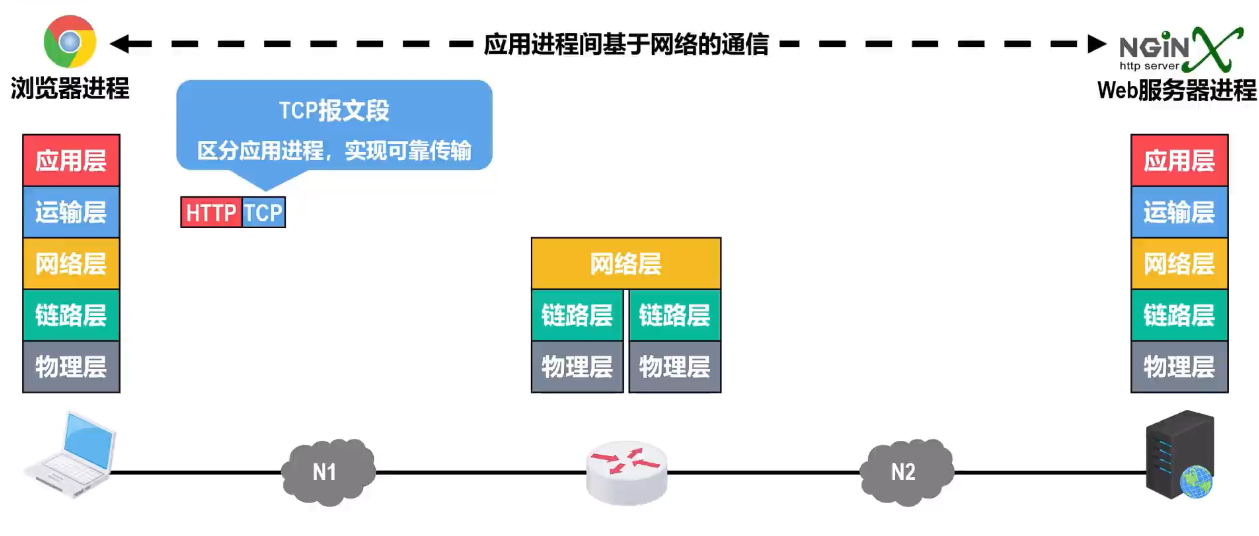 应用进程间基于网络的通信
NGiNX
http server
浏览器进程
Web服务器进程
TCP报文段
区分应用进程，实现可靠传输
HTTP TCP
应用层
运输层
网络层
链路层
物理层
网络层
链路层 链路层
物理层 物理层
应用层
运输层
网络层
链路层
物理层
N1
N2